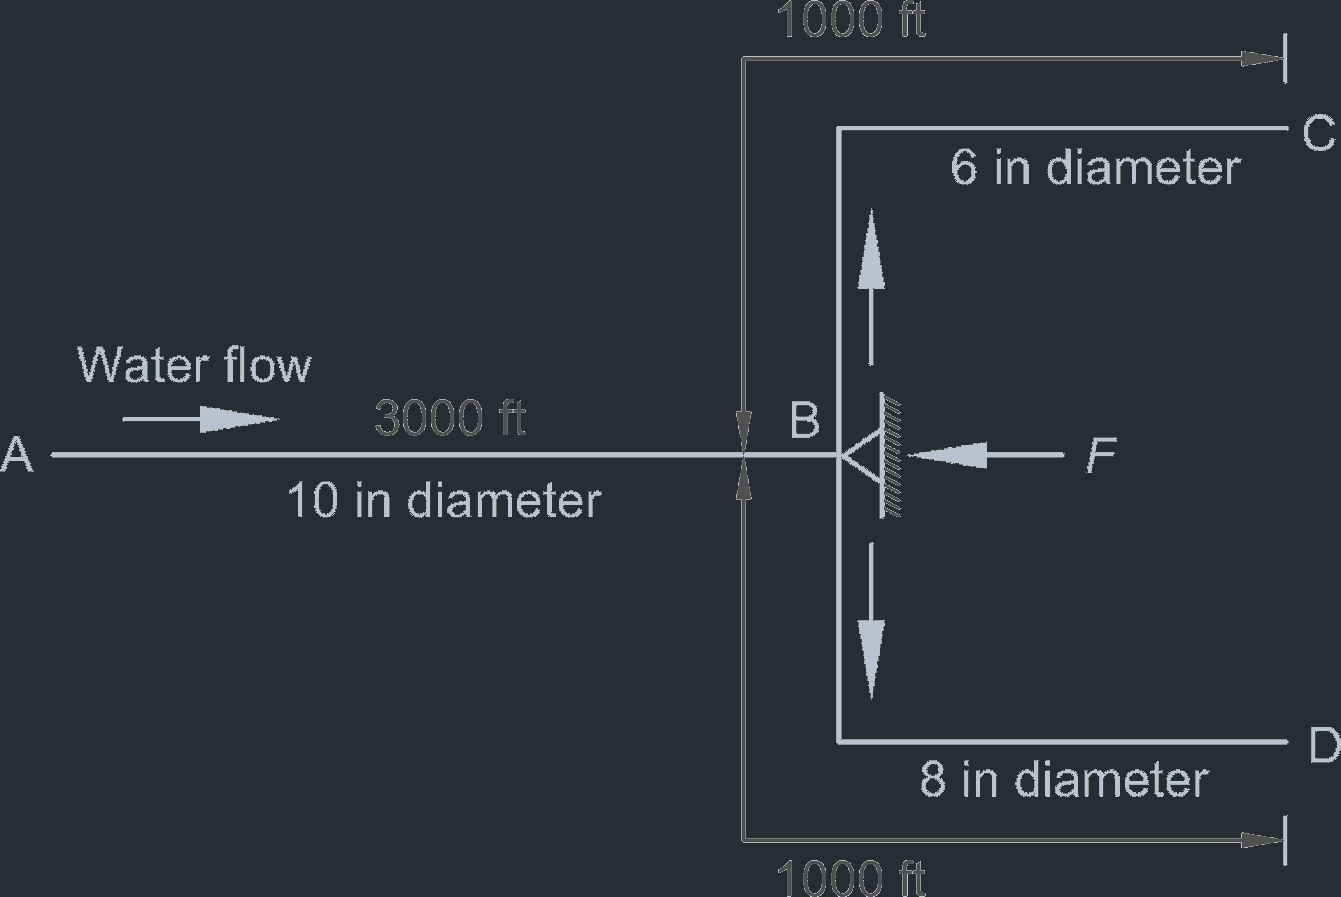 1000 ft
C
6 in diameter
Water flow
3000 ft
B
A
F
10 in diameter
D
8 in diameter
1000 ft